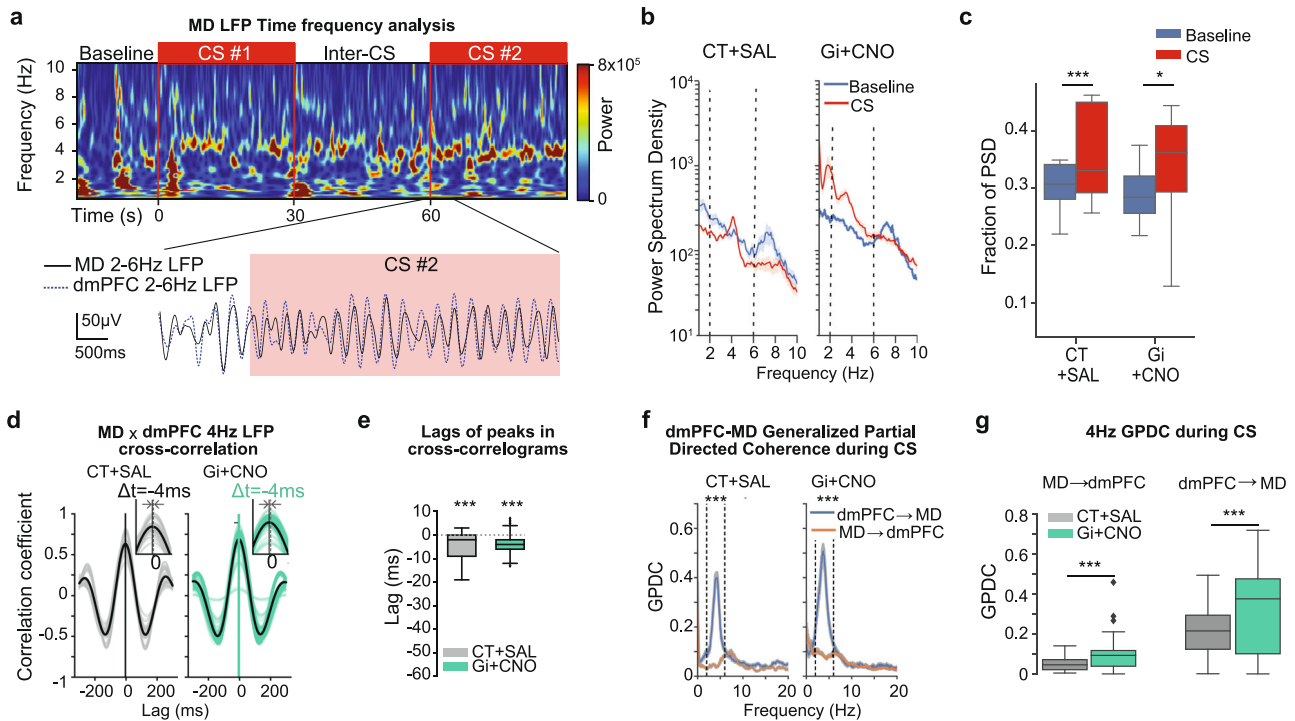 a
MD LFP Time frequency analysis
Baseline
CS #1
Inter-CS
CS #2
Frequency (Hz)
10
8
6
4
2
8x10⁵
Power
0
Time (s)
0
30
60
MD 2-6Hz LFP
dmPFC 2-6Hz LFP
50µV
500ms
CS #2
b
CT+SAL
Gi+CNO
Baseline
CS
Power Spectrum Density
10⁴
10³
10²
10¹
2 4 6 8 10
2 4 6 8 10
Frequency (Hz)
c
Baseline
CS
*** *
Fraction of PSD
0.4
0.3
0.2
0.1
CT
+SAL
Gi
+CNO
d
MD x dmPFC 4Hz LFP
cross-correlation
CT+SAL
Gi+CNO
Δt=-4ms
Δt=-4ms
0
0
Correlation coefficient
1
0.5
0
-0.5
-1
-200 0 200
-200 0 200
Lag (ms)
e
Lags of peaks in
cross-correlograms
*** ***
Lag (ms)
10
0
-10
-20
-30
-40
-50
-60
CT+SAL
Gi+CNO
f
dmPFC-MD Generalized Partial
Directed Coherence during CS
CT+SAL
Gi+CNO
*** ***
dmPFC→MD
MD→dmPFC
GPDC
0.6
0.4
0.2
0
0 10 20
0 10 20
Frequency (Hz)
g
4Hz GPDC during CS
MD→dmPFC
dmPFC→MD
CT+SAL
Gi+CNO
***
***
GPDC
0.8
0.6
0.4
0.2
0